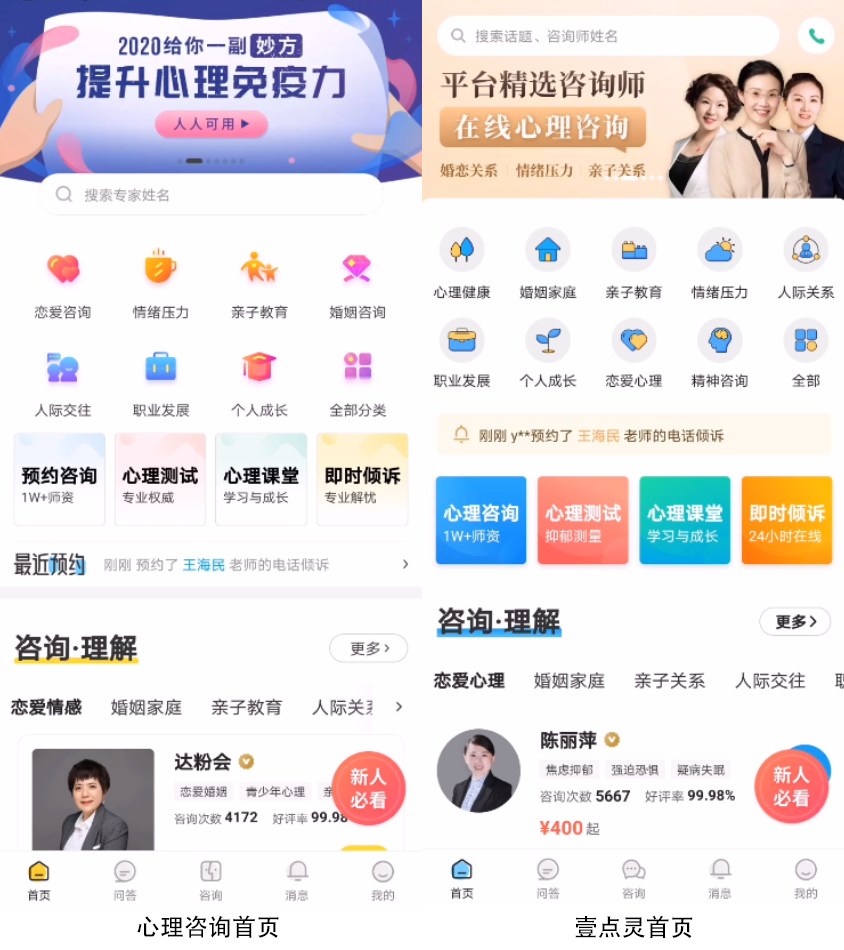 2020给你一副 妙方
提升心理免疫力
人人可用
搜索专家姓名
恋爱咨询 情绪压力 亲子教育 婚姻咨询
人际交往 职业发展 个人成长 全部分类
预约咨询 心理测试 心理课堂 即时倾诉
1W+师资 专业权威 学习与成长 专业解忧
最近预约 刚刚 预约了 王海民 老师的电话倾诉
咨询·理解 更多
恋爱情感 婚姻家庭 亲子教育 人际关系
达粉会
恋爱婚姻 青少年心理 亲
咨询次数 4172 好评率 99.98
新人
必看
首页 问答 咨询 消息 我的
心理咨询首页
搜索话题、咨询师姓名
平台精选咨询师
在线心理咨询
婚恋关系 情绪压力 亲子关系
心理健康 婚姻家庭 亲子教育 情绪压力 人际关系
职业发展 个人成长 恋爱心理 精神咨询 全部
刚刚 y**预约了 王海民 老师的电话倾诉
心理咨询 心理测试 心理课堂 即时倾诉
1W+师资 抑郁测量 学习与成长 24小时在线
咨询·理解 更多
恋爱心理 婚姻家庭 亲子关系 人际交往 职
陈丽萍
焦虑抑郁 强迫恐惧 疑病失眠
咨询次数 5667 好评率 99.98%
¥400 起
新人
必看
首页 问答 咨询 消息 我的
壹点灵首页